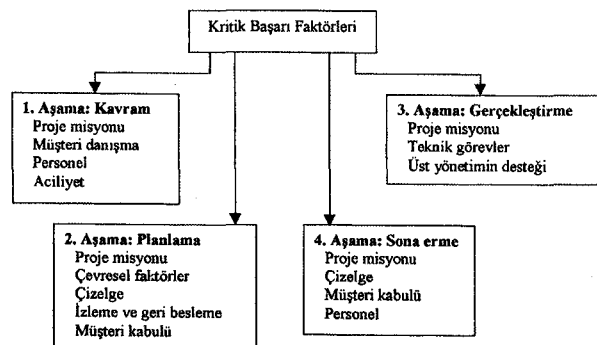 Kritik Başarı Faktörleri
1. Aşama: Kavram
Proje misyonu
Müşteri danışma
Personel
Aciliyet
2. Aşama: Planlama
Proje misyonu
Çevresel faktörler
Çizelge
İzleme ve geri besleme
Müşteri kabulü
3. Aşama: Gerçekleştirme
Proje misyonu
Teknik görevler
Üst yönetimin desteği
4. Aşama: Sona erme
Proje misyonu
Çizelge
Müşteri kabulü
Personel